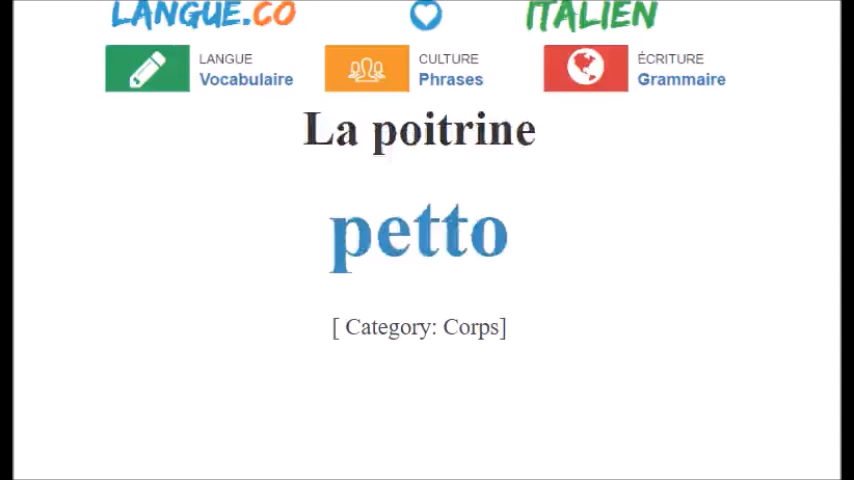 LANGUE.CO ITALIEN
LANGUE CULTURE ÉCRITURE
Vocabulaire Phrases Grammaire
La poitrine
petto
[ Category: Corps]